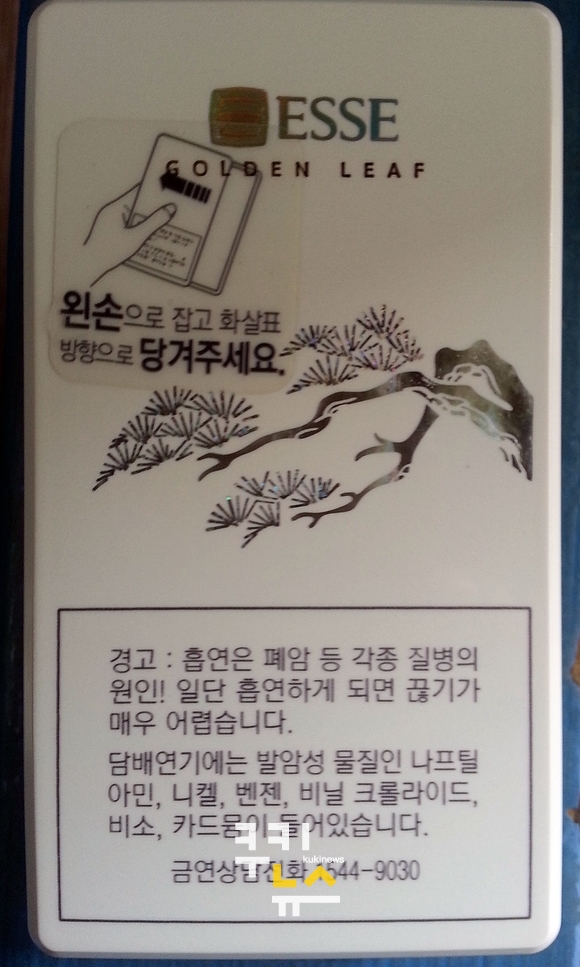 ESSE
GOLDEN LEAF
왼손으로 잡고 화살표
방향으로 당겨주세요.
경고 : 흡연은 폐암 등 각종 질병의
원인! 일단 흡연하게 되면 끊기가
매우 어렵습니다.
담배연기에는 발암성 물질인 나프틸
아민, 니켈, 벤젠, 비닐 크롤라이드,
비소, 카드뮴이 들어있습니다.
금연상담전화 1544-9030
쿠키
kukinews
뉴스